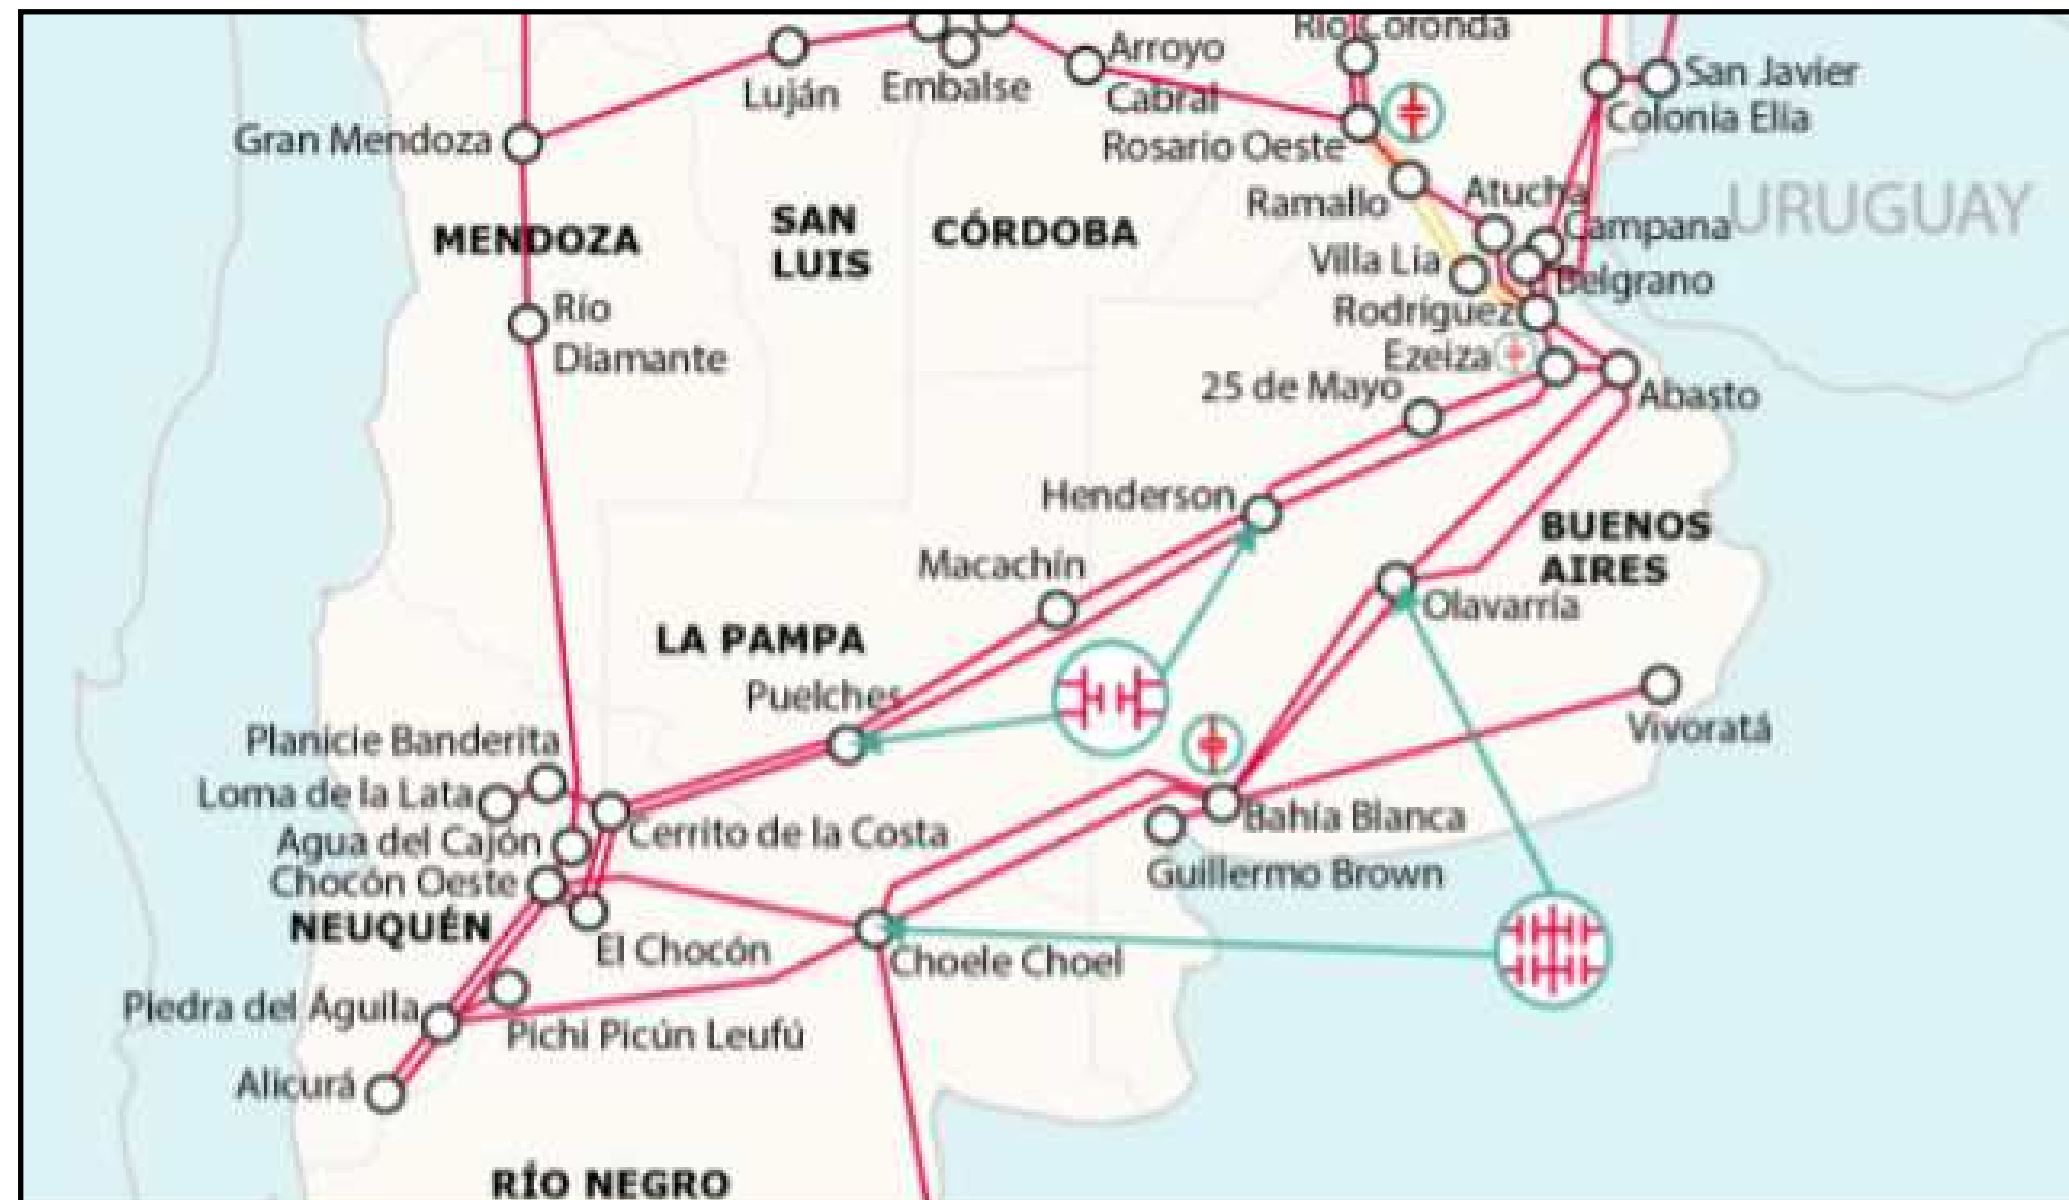 Río Coronda
Arroyo
Cabral
Luján
Embalse
San Javier
Colonia Elia
Gran Mendoza
Rosario Oeste
Ramallo
Atucha
Campana
URUGUAY
MENDOZA
SAN
LUIS
CÓRDOBA
Villa Lía
Belgrano
Río
Diamante
Rodríguez
Ezeiza
25 de Mayo
Abasto
Henderson
BUENOS
AIRES
Macachín
Olavarría
LA PAMPA
Puelches
Vivoratá
Planicie Banderita
Loma de la Lata
Agua del Cajón
Cerrito de la Costa
Bahía Blanca
Chocón Oeste
Guillermo Brown
NEUQUÉN
El Chocón
Choele Choel
Piedra del Águila
Pichi Picún Leufú
Alicurá
RÍO NEGRO